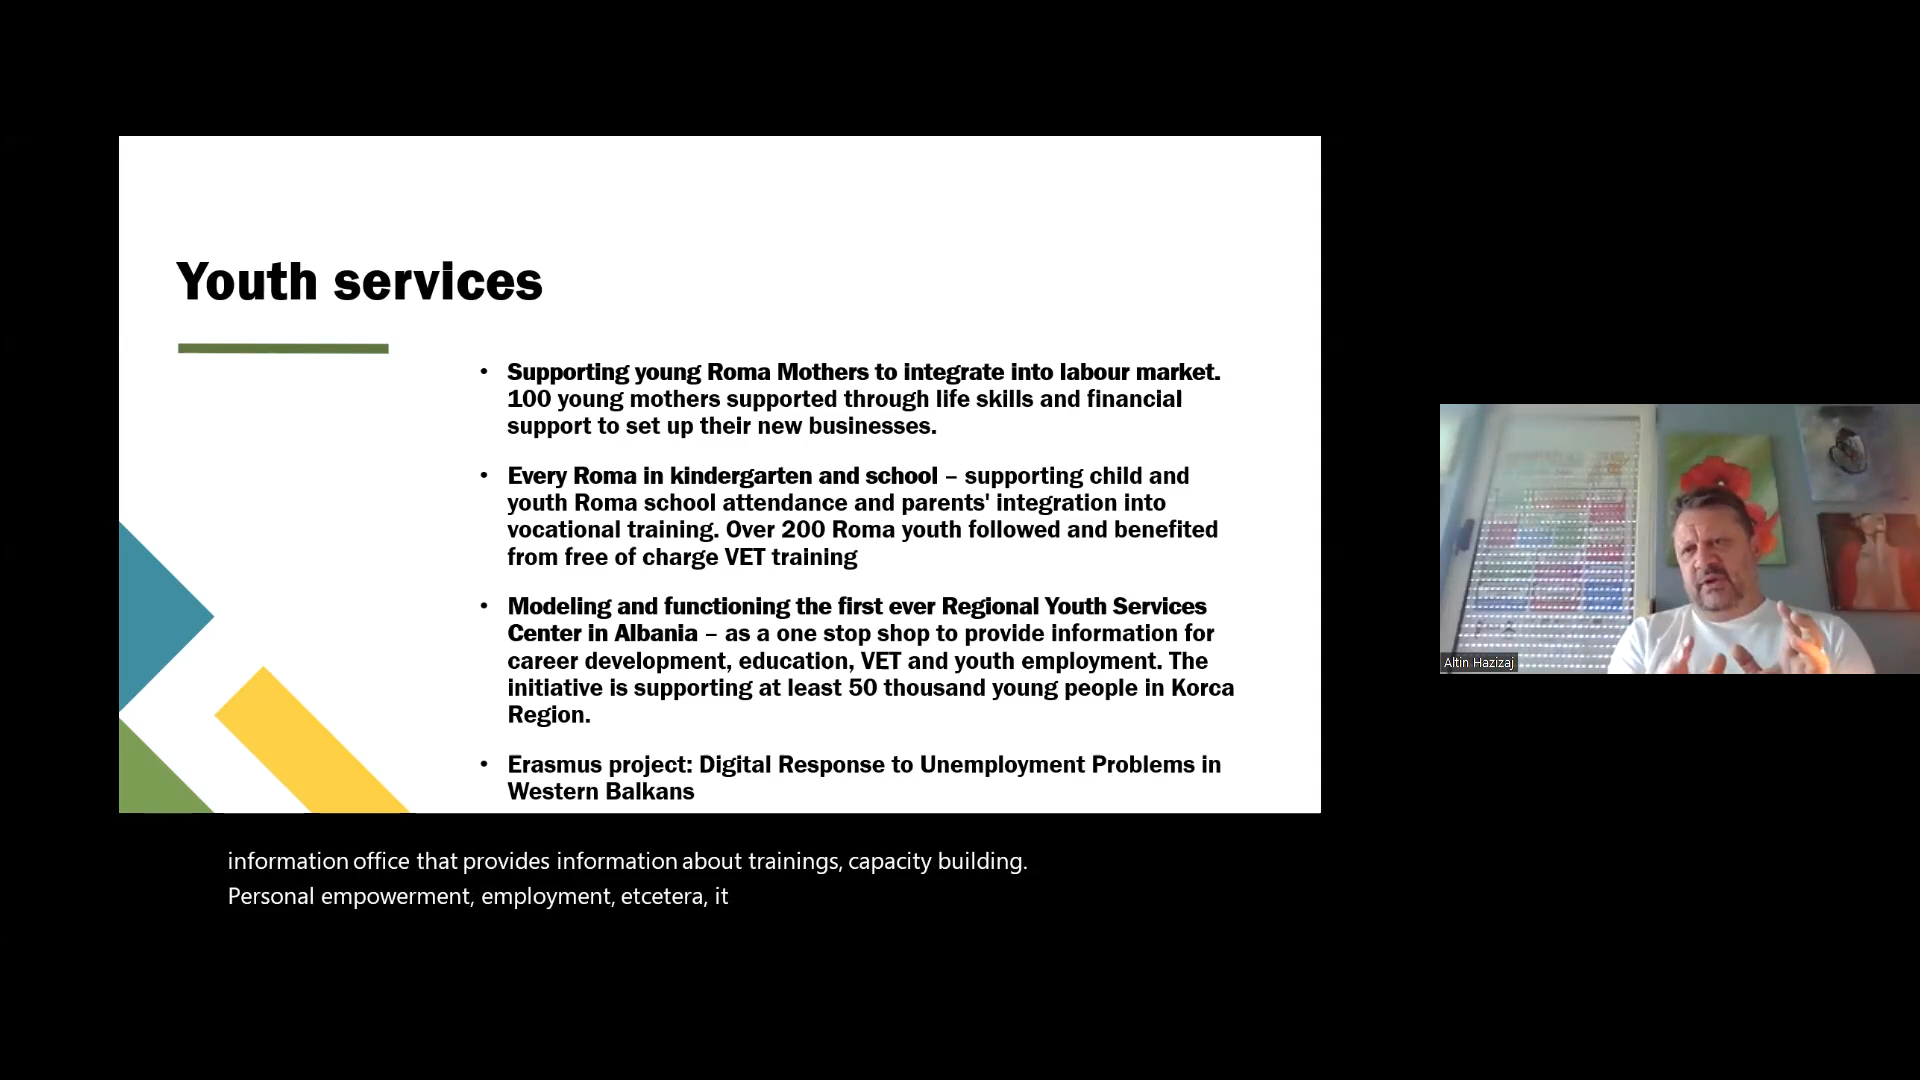 Youth services
• Supporting young Roma Mothers to integrate into labour market.
100 young mothers supported through life skills and financial
support to set up their new businesses.
• Every Roma in kindergarten and school – supporting child and
youth Roma school attendance and parents' integration into
vocational training. Over 200 Roma youth followed and benefited
from free of charge VET training
• Modeling and functioning the first ever Regional Youth Services
Center in Albania – as a one stop shop to provide information for
career development, education, VET and youth employment. The
initiative is supporting at least 50 thousand young people in Korca
Region.
• Erasmus project: Digital Response to Unemployment Problems in
Western Balkans
Altin Hazizaj
information office that provides information about trainings, capacity building.
Personal empowerment, employment, etcetera, it